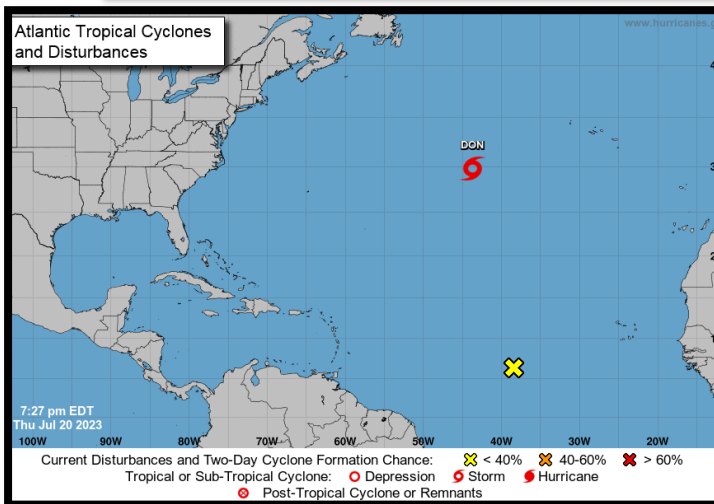 Atlantic Tropical Cyclones
and Disturbances
www.hurricanes.g
DON
7:27 pm EDT
Thu Jul 20 2023
100W 90W 80W 70W 60W 50W 40W 30W 20W
Current Disturbances and Two-Day Cyclone Formation Chance: < 40% 40-60% > 60%
Tropical or Sub-Tropical Cyclone: Depression Storm Hurricane
Post-Tropical Cyclone or Remnants